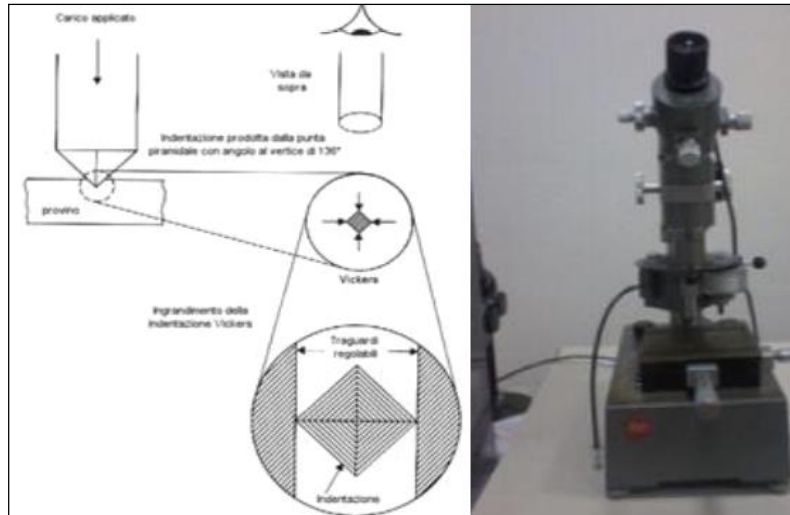 Carico applicato
Vista da
sopra
Indentazione prodotta dalla punta
piramidale con angolo al vertice di 136°
provino
Vickers
Ingrandimento della
indentazione Vickers
Traguardi
regolabili
Indentazione